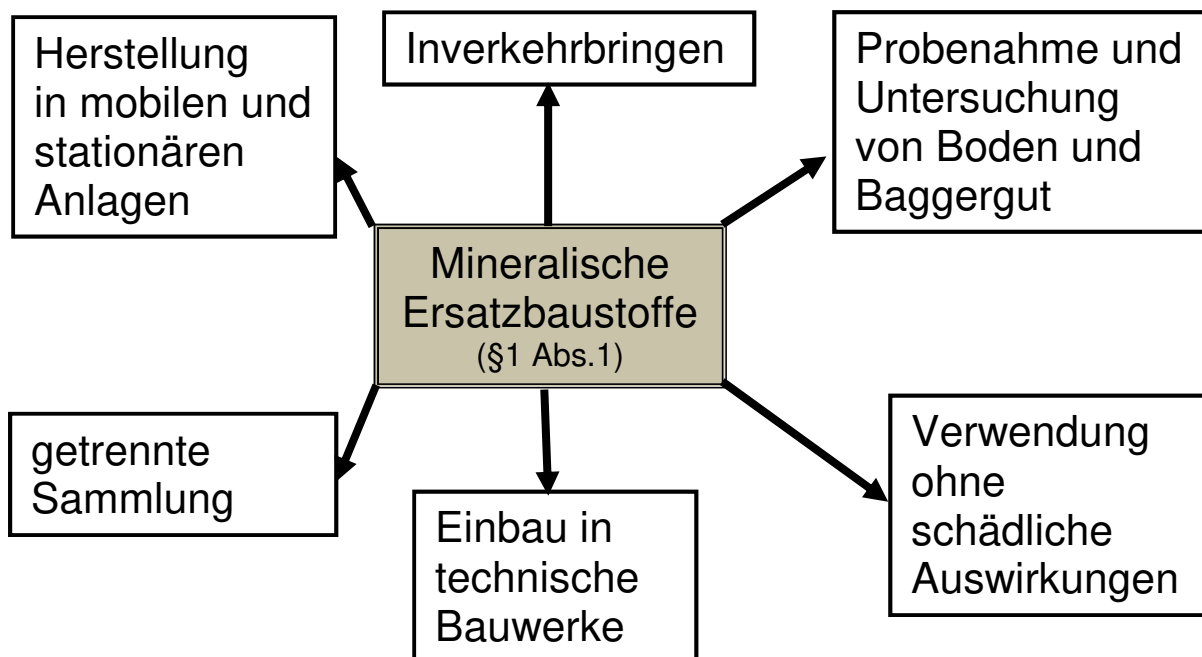 Herstellung
in mobilen und
stationären
Anlagen
Inverkehrbringen
Probenahme und
Untersuchung
von Boden und
Baggergut
Mineralische
Ersatzbaustoffe
(§1 Abs.1)
getrennte
Sammlung
Einbau in
technische
Bauwerke
Verwendung
ohne
schädliche
Auswirkungen